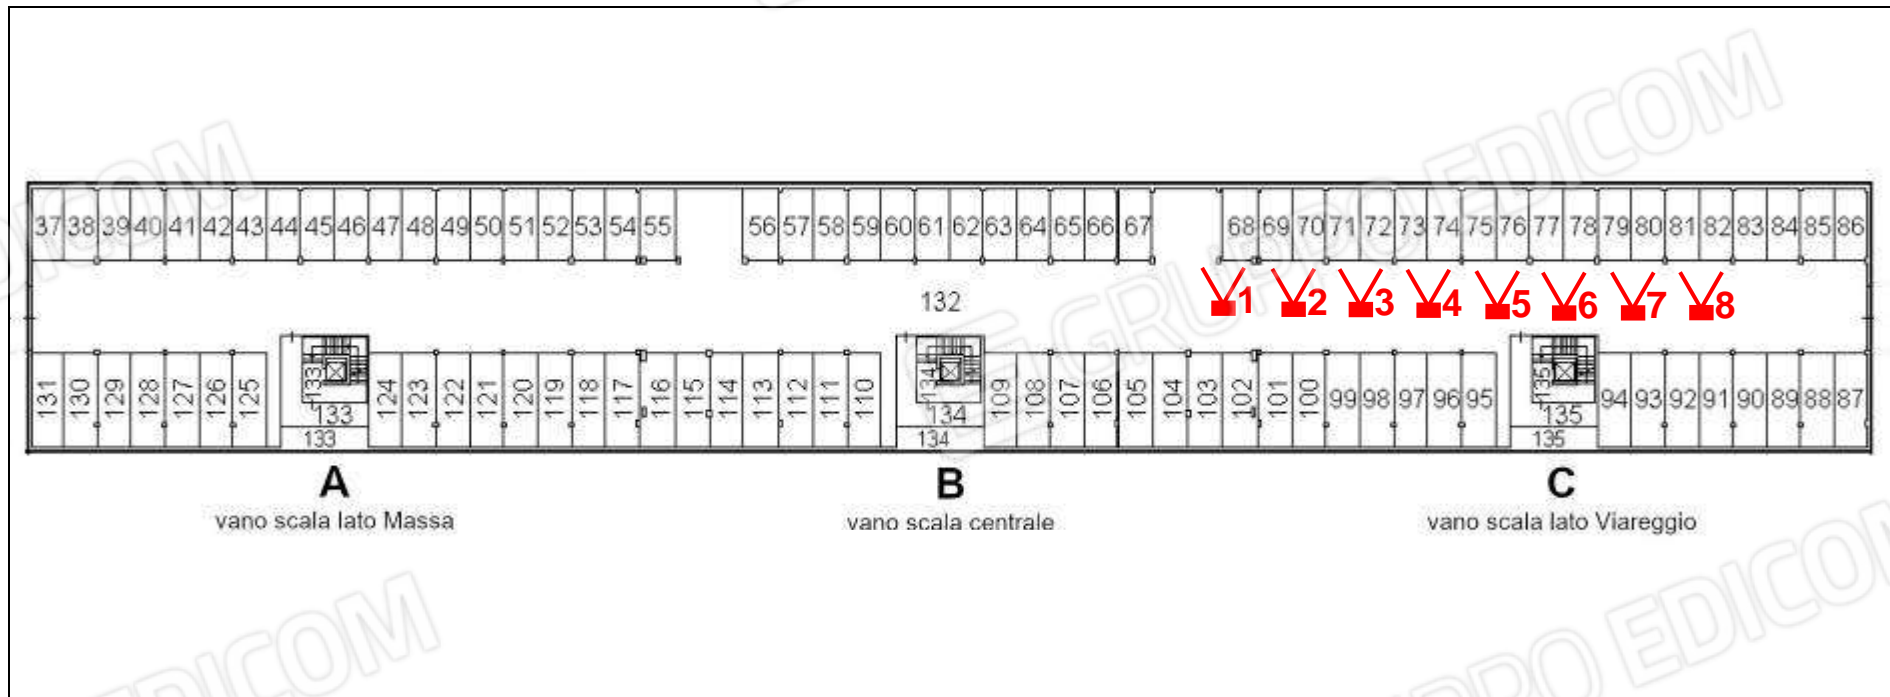 GRUPPO EDICOM
EDICOM
37 38 39 40 41 42 43 44 45 46 47 48 49 50 51 52 53 54 55 56 57 58 59 60 61 62 63 64 65 66 67 68 69 70 71 72 73 74 75 76 77 78 79 80 81 82 83 84 85 86
132
1 2 3 4 5 6 7 8
131 130 129 128 127 126 125 133 124 123 122 121 120 119 118 117 116 115 114 113 112 111 110 134 109 108 107 106 105 104 103 102 101 100 99 98 97 96 95 135 94 93 92 91 90 89 88 87
133 134 135
133 134 135
A B C
vano scala lato Massa
vano scala centrale
vano scala lato Viareggio
EDICOM
GRUPPO EDICOM